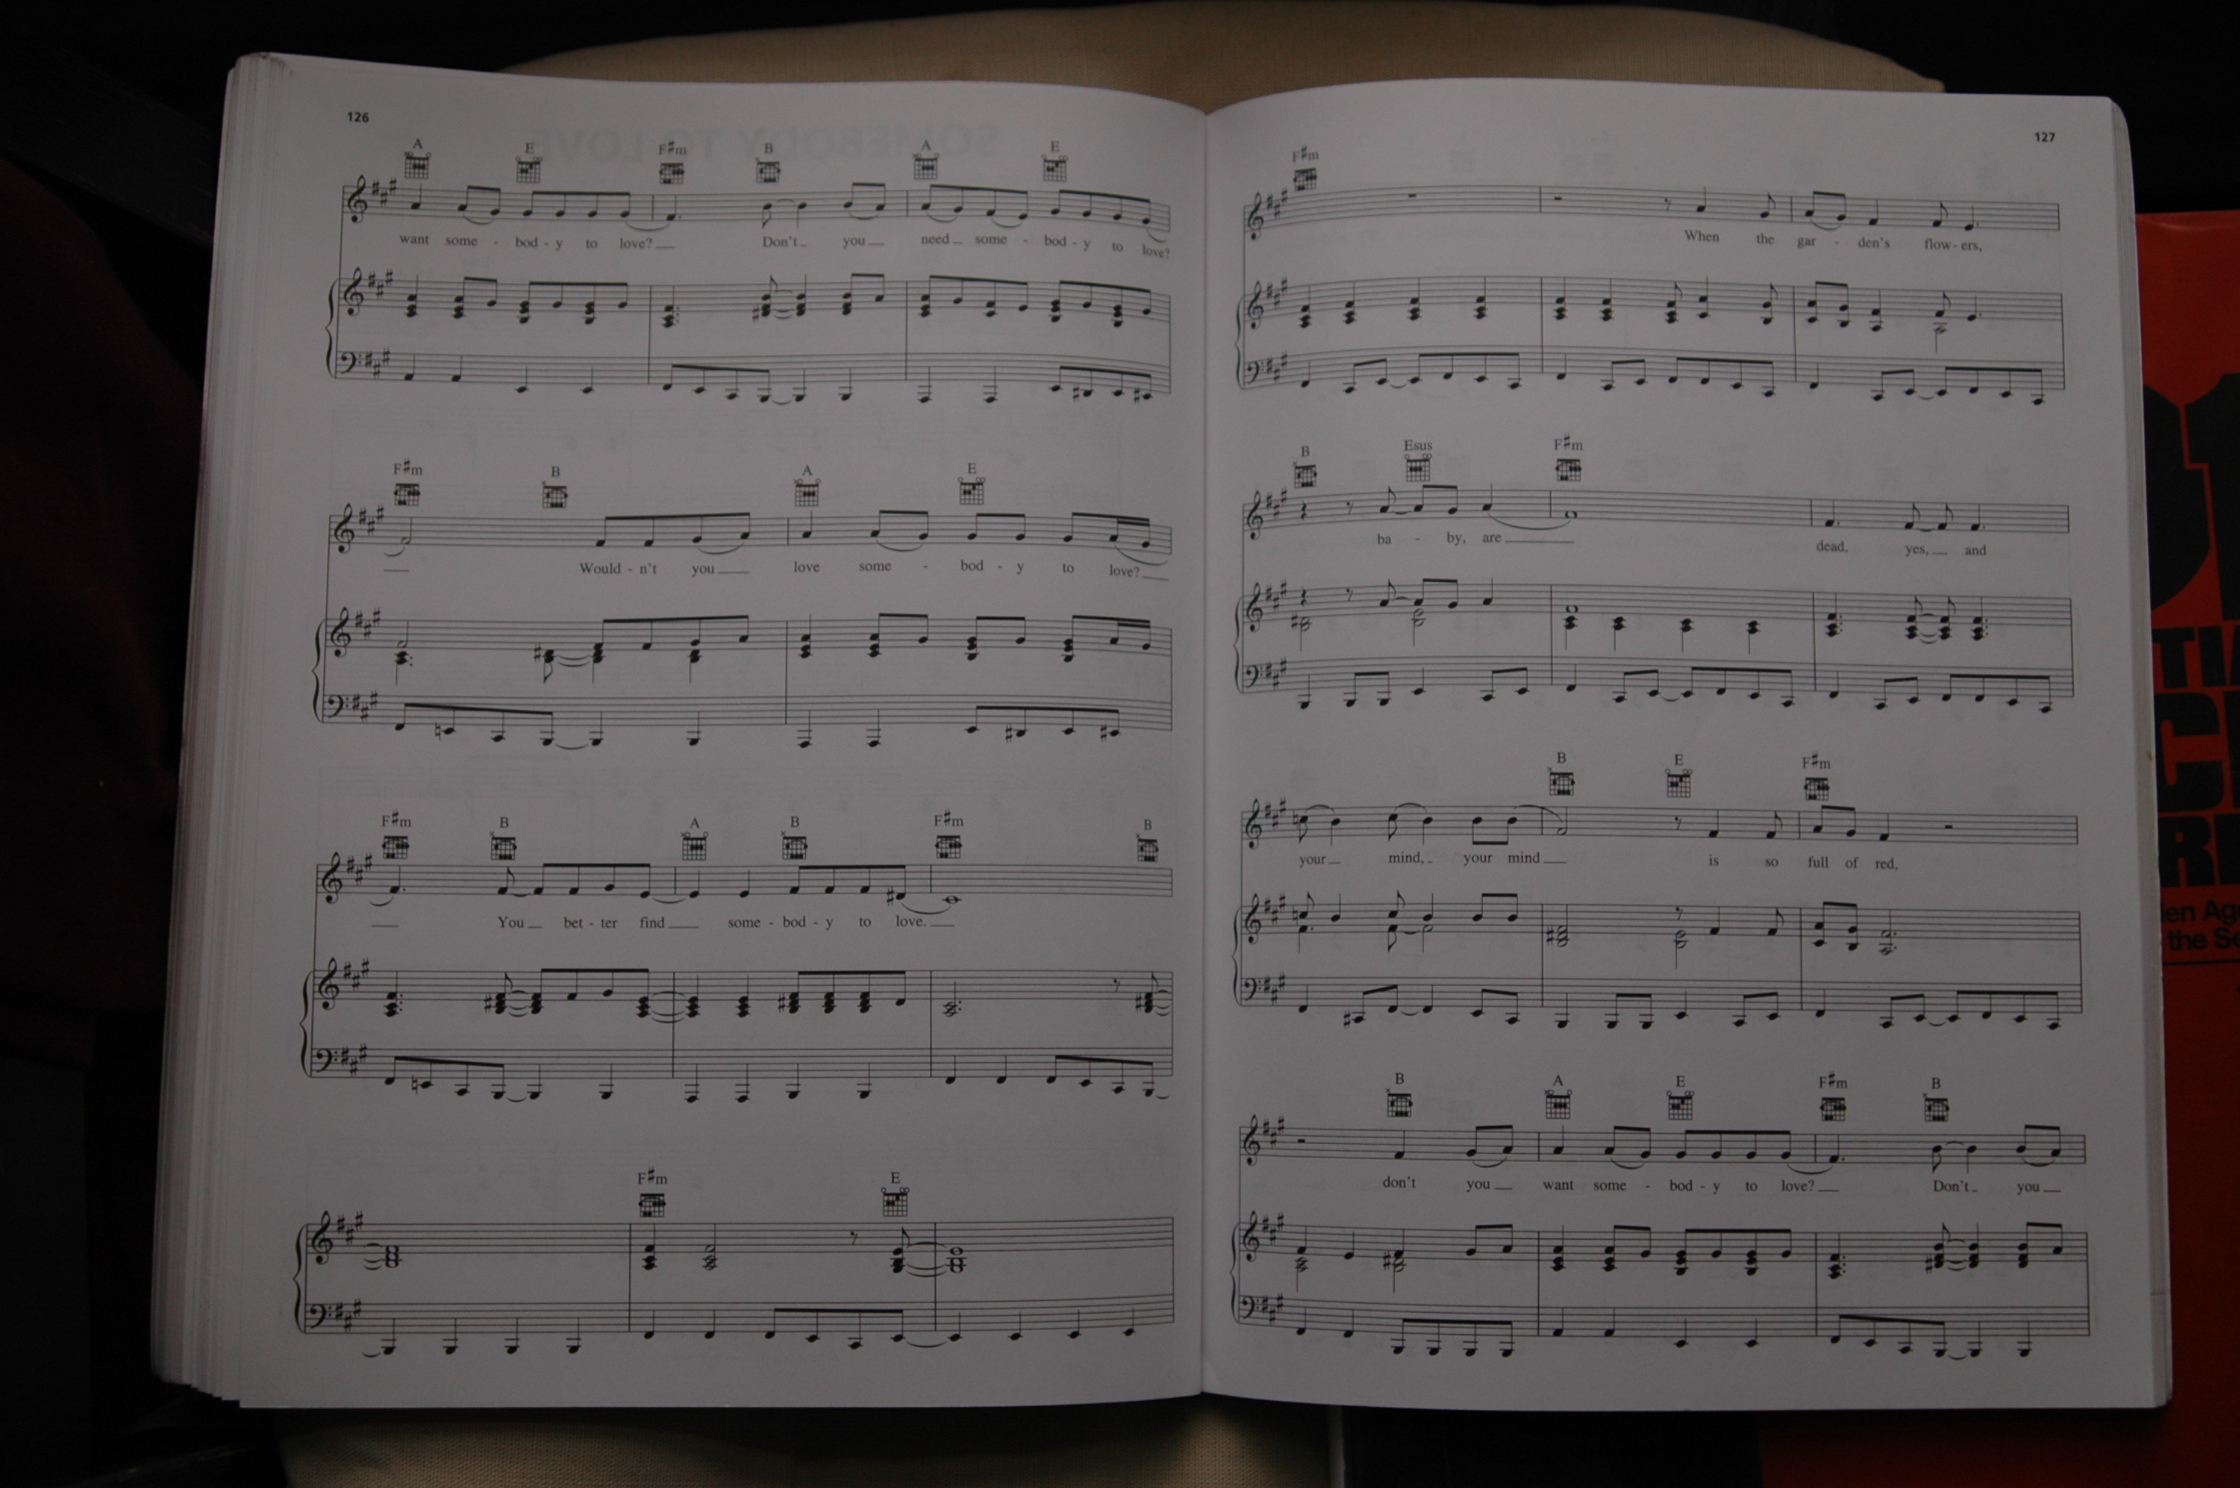 126
A E F#m B A E
want some - bod - y to love? Don't you need some - bod - y to love?
F#m B A E
Would - n't you love some - bod - y to love?
F#m B A B F#m B
You bet - ter find some - bod - y to love.
F#m E
127
F#m
When the gar - den's flow - ers,
B Esus F#m
ba - by, are dead, yes, and
B E F#m
your mind, your mind is so full of red,
B A E F#m B
don't you want some - bod - y to love? Don't you
SOMEBODY TO LOVE